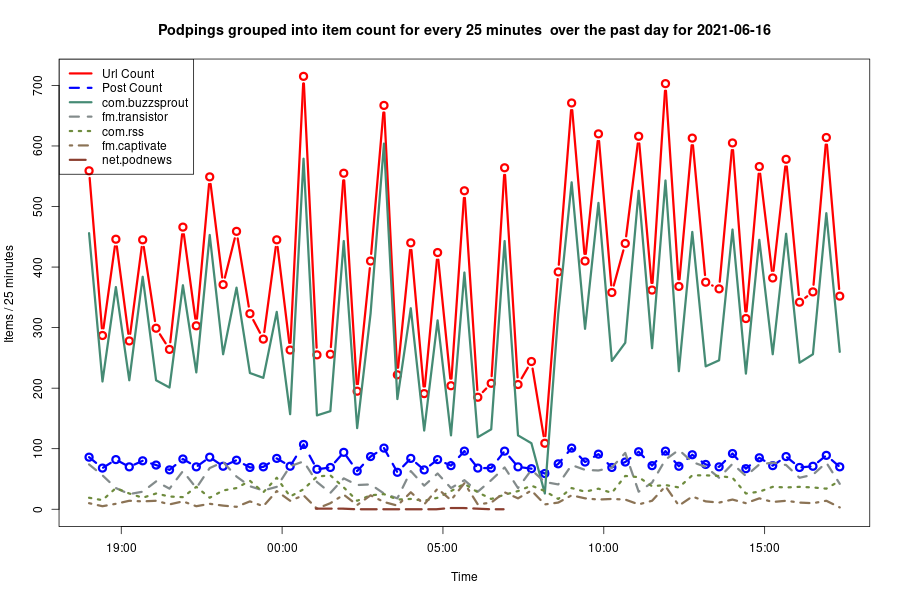 Podpings grouped into item count for every 25 minutes  over the past day for 2021-06-16
Url Count
Post Count
com.buzzsprout
fm.transistor
com.rss
fm.captivate
net.podnews
Items / 25 minutes
700
600
500
400
300
200
100
0
19:00
00:00
05:00
10:00
15:00
Time